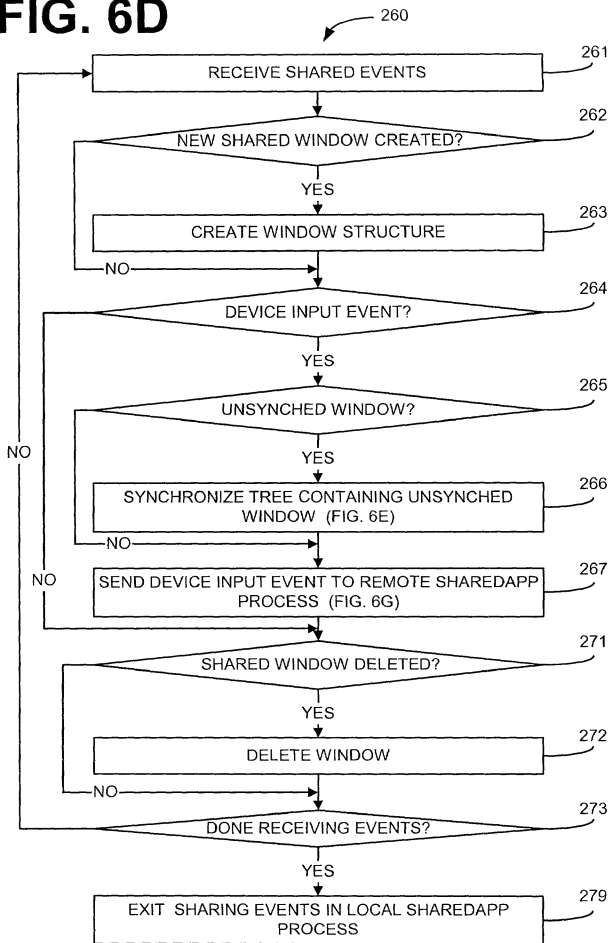 FIG. 6D
260
RECEIVE SHARED EVENTS
261
NEW SHARED WINDOW CREATED?
262
YES
CREATE WINDOW STRUCTURE
263
NO
DEVICE INPUT EVENT?
264
YES
UNSYNCHED WINDOW?
265
NO
YES
SYNCHRONIZE TREE CONTAINING UNSYNCHED
WINDOW (FIG. 6E)
266
NO
SEND DEVICE INPUT EVENT TO REMOTE SHAREDAPP
PROCESS (FIG. 6G)
267
NO
SHARED WINDOW DELETED?
271
YES
DELETE WINDOW
272
NO
DONE RECEIVING EVENTS?
273
YES
EXIT SHARING EVENTS IN LOCAL SHAREDAPP
PROCESS
279